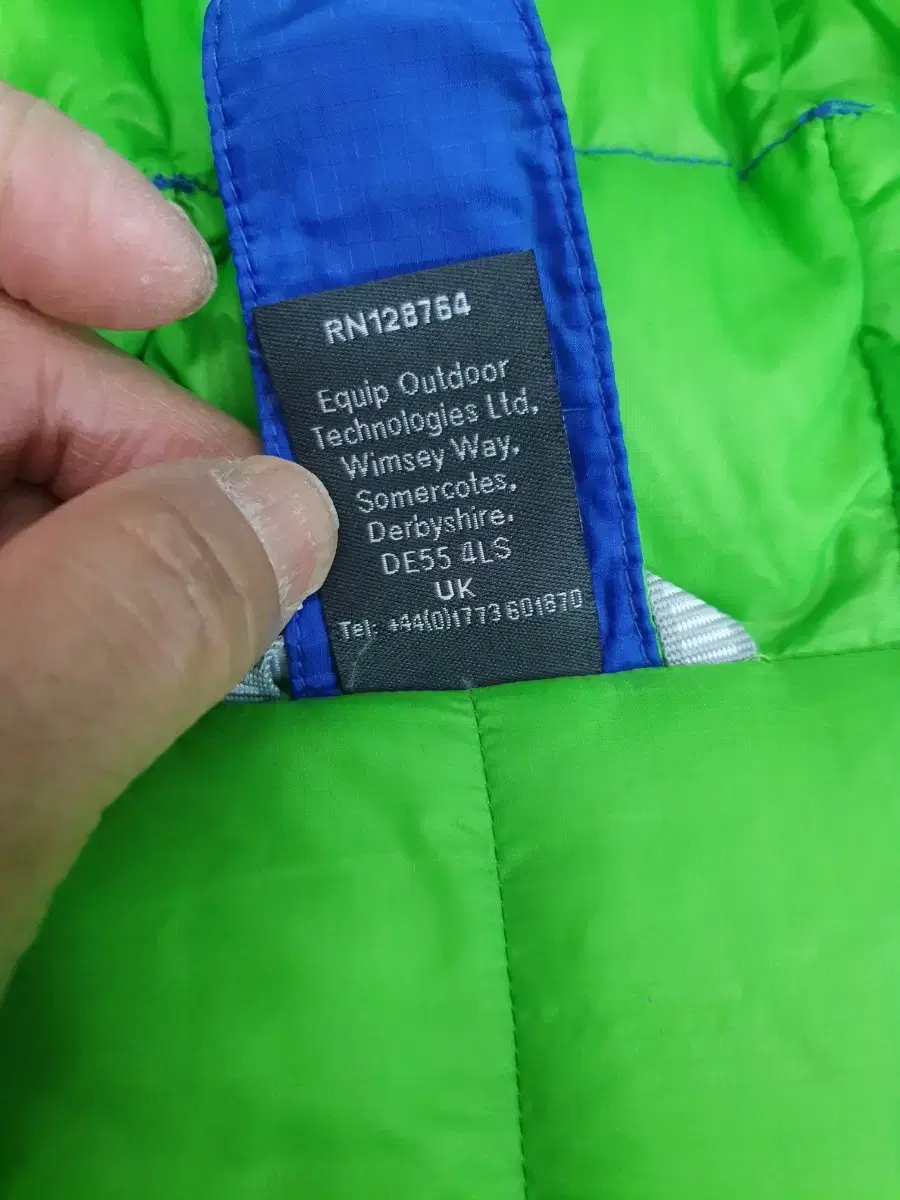 RN128764
Equip Outdoor
Technologies Ltd,
Wimsey Way,
Somercotes,
Derbyshire.
DE55 4LS
UK
Tel: +44(0)1773 601870